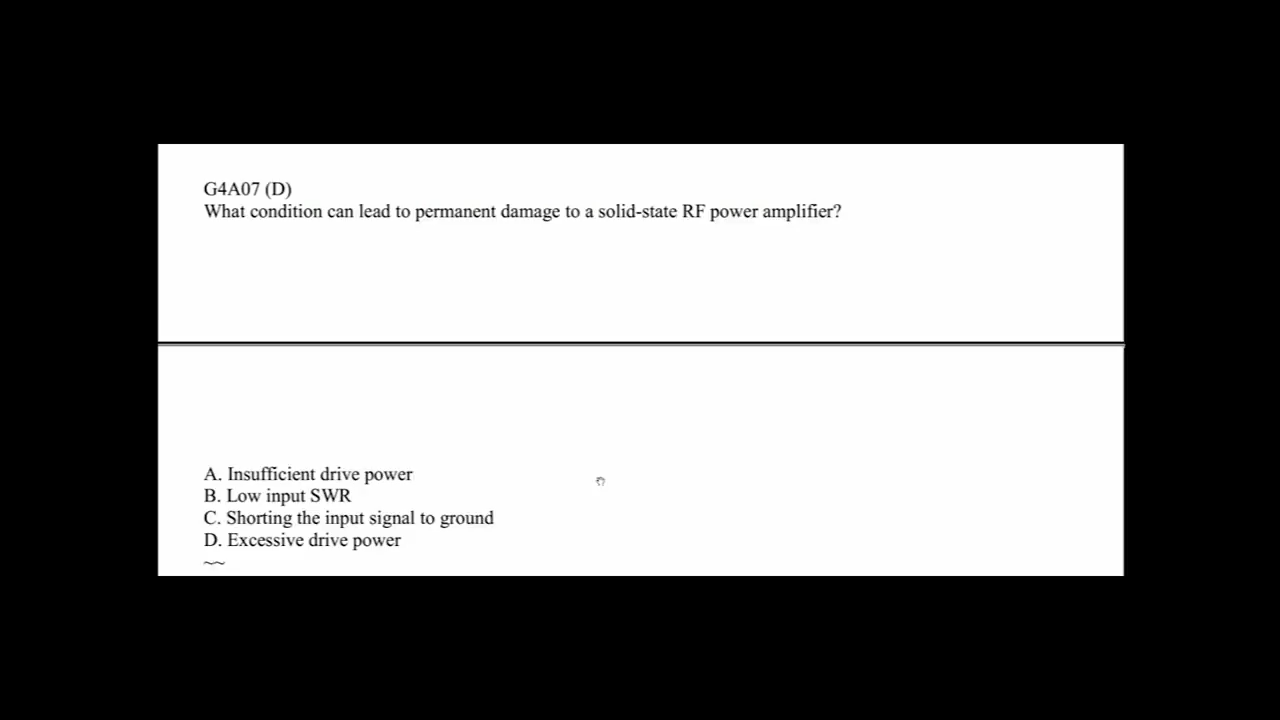 G4A07 (D)
What condition can lead to permanent damage to a solid-state RF power amplifier?
A. Insufficient drive power
B. Low input SWR
C. Shorting the input signal to ground
D. Excessive drive power
~~